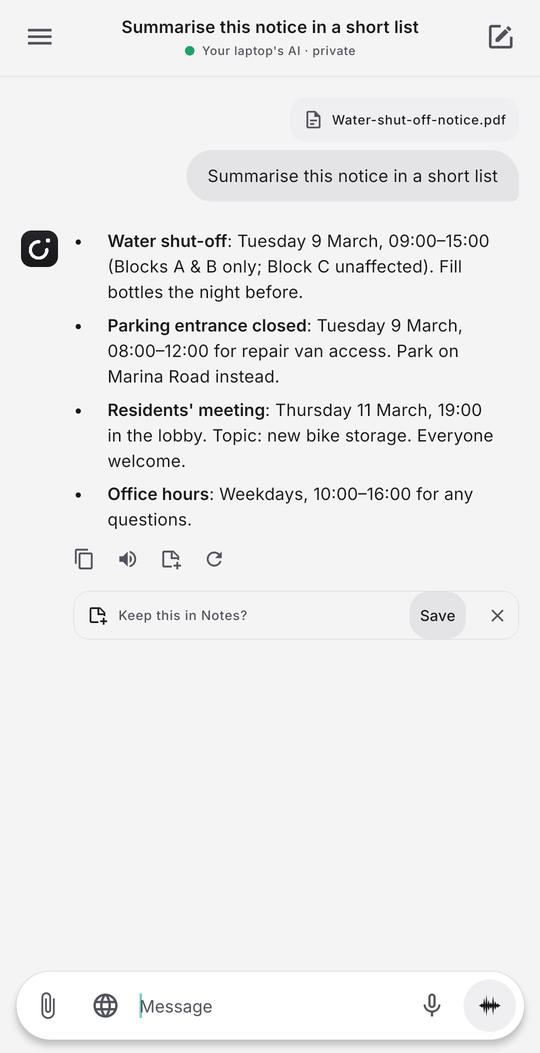 Summarise this notice in a short list
Your laptop's AI · private
Water-shut-off-notice.pdf
Summarise this notice in a short list
• Water shut-off: Tuesday 9 March, 09:00–15:00
(Blocks A & B only; Block C unaffected). Fill
bottles the night before.
• Parking entrance closed: Tuesday 9 March,
08:00–12:00 for repair van access. Park on
Marina Road instead.
• Residents' meeting: Thursday 11 March, 19:00
in the lobby. Topic: new bike storage. Everyone
welcome.
• Office hours: Weekdays, 10:00–16:00 for any
questions.
Keep this in Notes?
Save
Message